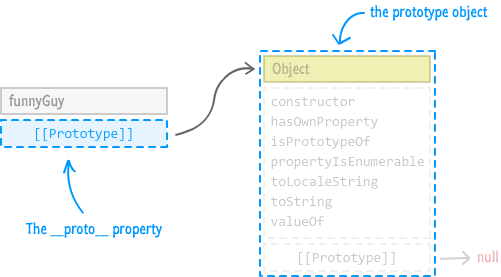 the prototype object
Object
funnyGuy
constructor
hasOwnProperty
[[Prototype]]
isPrototypeOf
propertyIsEnumerable
toLocaleString
toString
valueOf
The __proto__ property
[[Prototype]]
null